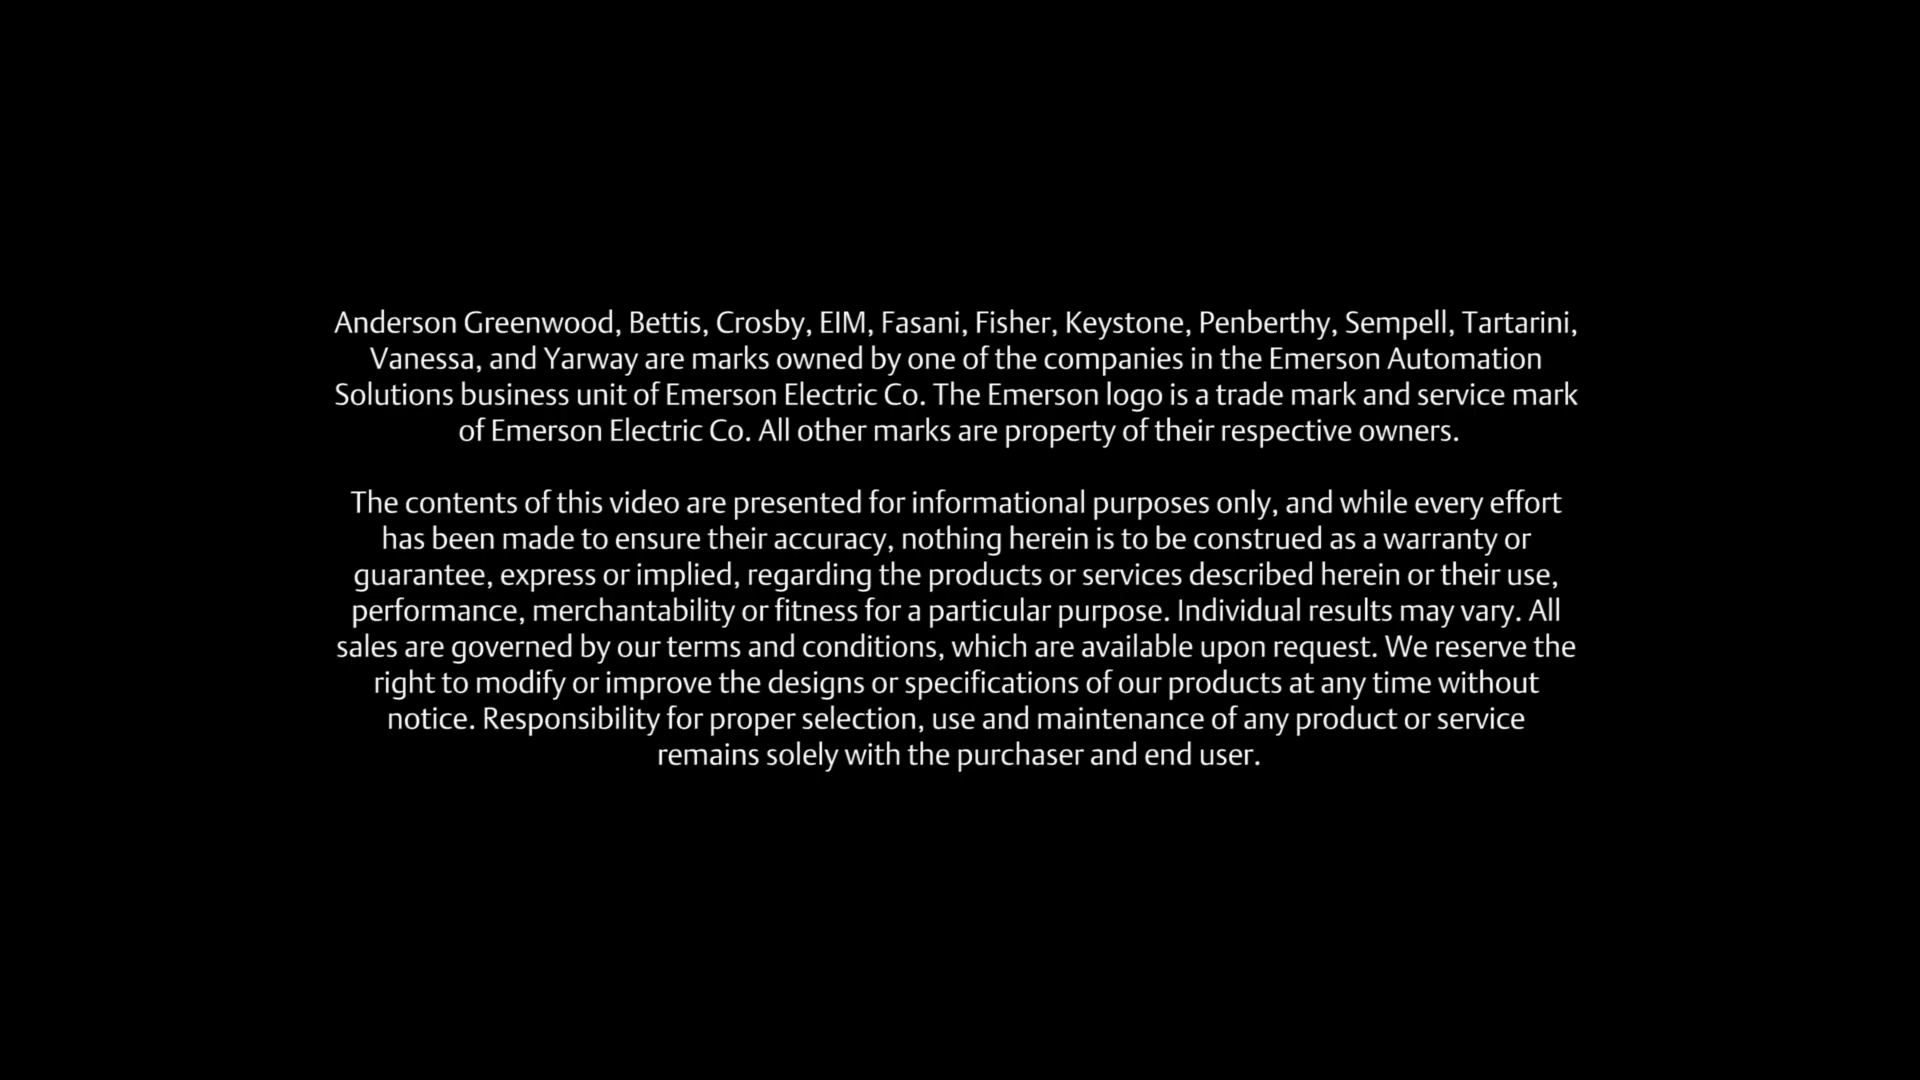 Anderson Greenwood, Bettis, Crosby, EIM, Fasani, Fisher, Keystone, Penberthy, Sempell, Tartarini,
Vanessa, and Yarway are marks owned by one of the companies in the Emerson Automation
Solutions business unit of Emerson Electric Co. The Emerson logo is a trade mark and service mark
of Emerson Electric Co. All other marks are property of their respective owners.
The contents of this video are presented for informational purposes only, and while every effort
has been made to ensure their accuracy, nothing herein is to be construed as a warranty or
guarantee, express or implied, regarding the products or services described herein or their use,
performance, merchantability or fitness for a particular purpose. Individual results may vary. All
sales are governed by our terms and conditions, which are available upon request. We reserve the
right to modify or improve the designs or specifications of our products at any time without
notice. Responsibility for proper selection, use and maintenance of any product or service
remains solely with the purchaser and end user.